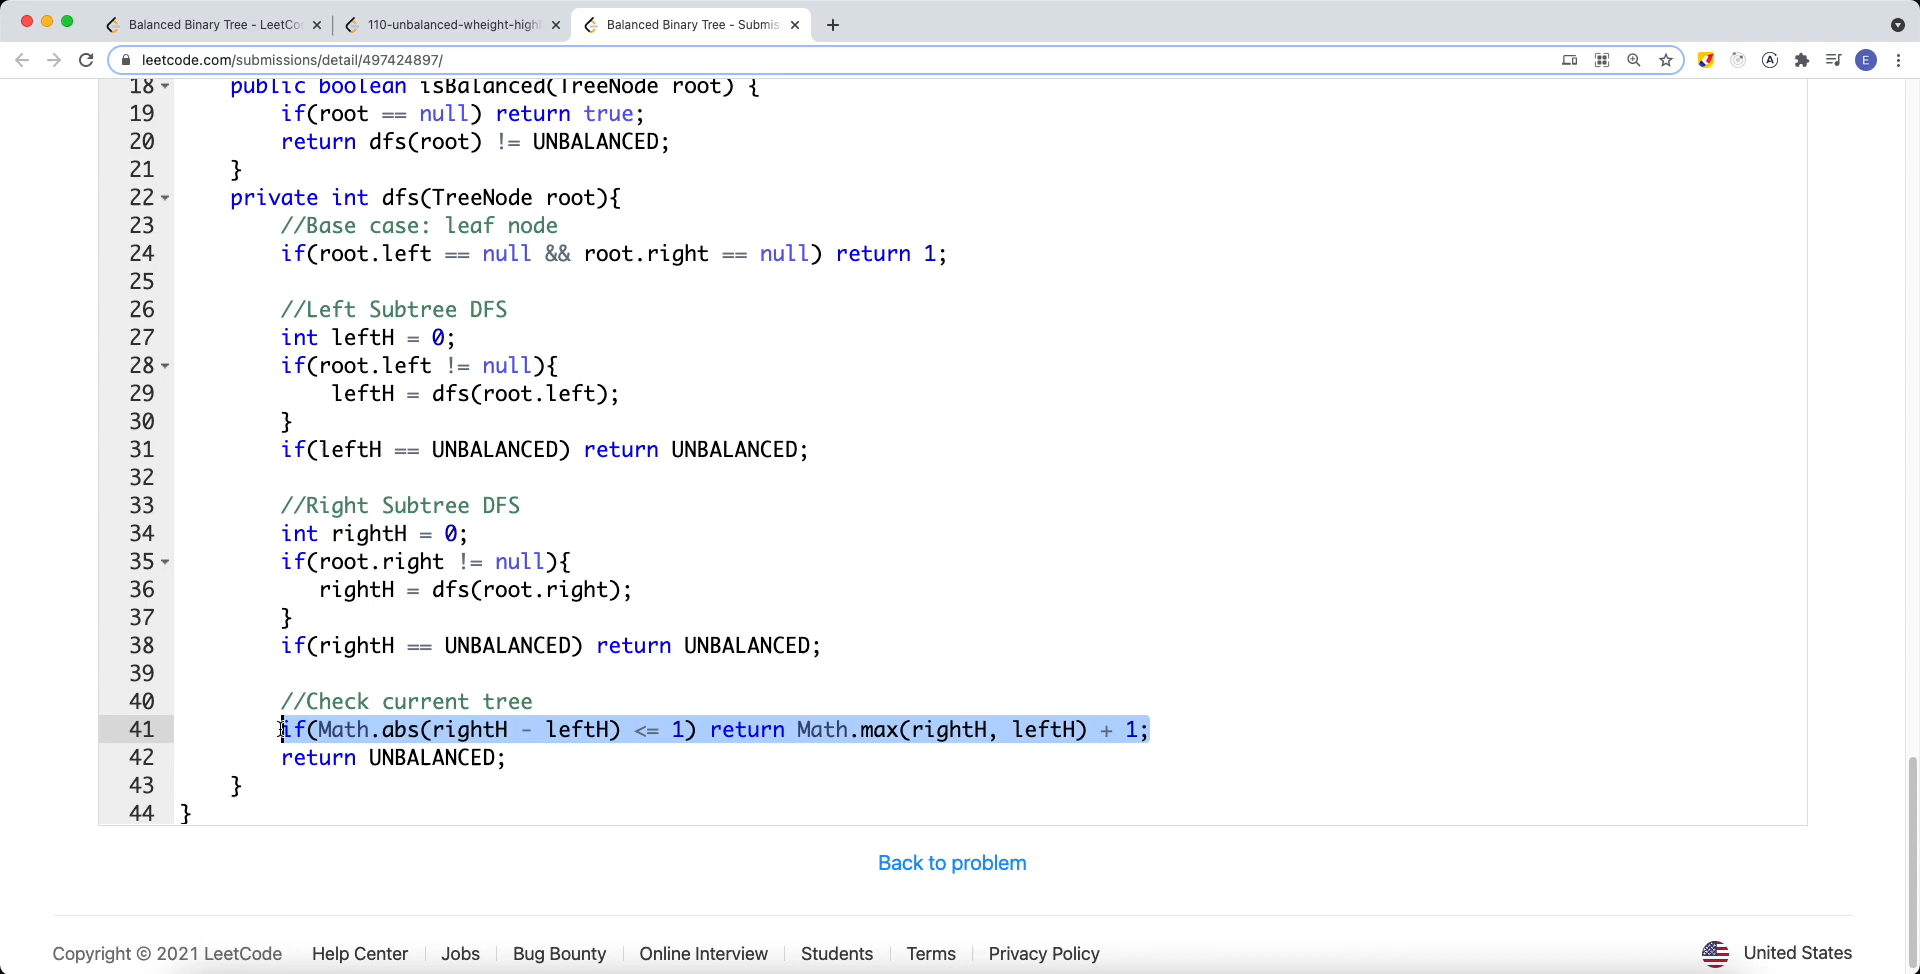 Balanced Binary Tree - LeetCo
110-unbalanced-wheight-high
Balanced Binary Tree - Submis
leetcode.com/submissions/detail/497424897/
E
18 public boolean isBalanced(TreeNode root) {
19 if(root == null) return true;
20 return dfs(root) != UNBALANCED;
21 }
22 private int dfs(TreeNode root){
23 //Base case: leaf node
24 if(root.left == null && root.right == null) return 1;
25
26 //Left Subtree DFS
27 int leftH = 0;
28 if(root.left != null){
29 leftH = dfs(root.left);
30 }
31 if(leftH == UNBALANCED) return UNBALANCED;
32
33 //Right Subtree DFS
34 int rightH = 0;
35 if(root.right != null){
36 rightH = dfs(root.right);
37 }
38 if(rightH == UNBALANCED) return UNBALANCED;
39
40 //Check current tree
41 if(Math.abs(rightH - leftH) <= 1) return Math.max(rightH, leftH) + 1;
42 return UNBALANCED;
43 }
44 }
Back to problem
Copyright © 2021 LeetCode Help Center Jobs Bug Bounty Online Interview Students Terms Privacy Policy United States